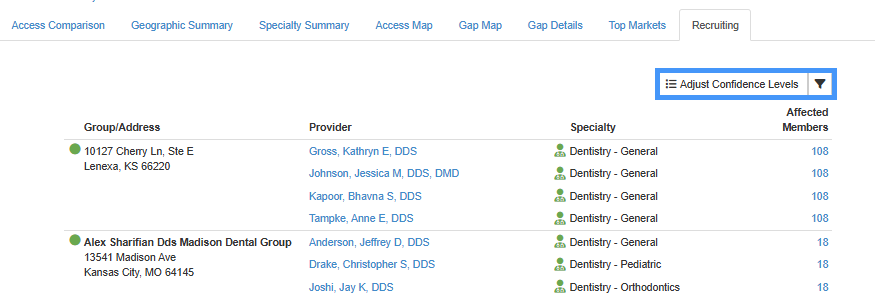 Access Comparison Geographic Summary Specialty Summary Access Map Gap Map Gap Details Top Markets Recruiting
Adjust Confidence Levels
Group/Address Provider Specialty Affected Members
10127 Cherry Ln, Ste E Gross, Kathryn E, DDS Dentistry - General 108
Lenexa, KS 66220
Johnson, Jessica M, DDS, DMD Dentistry - General 108
Kapoor, Bhavna S, DDS Dentistry - General 108
Tampke, Anne E, DDS Dentistry - General 108
Alex Sharifian Dds Madison Dental Group Anderson, Jeffrey D, DDS Dentistry - General 18
13541 Madison Ave
Drake, Christopher S, DDS Dentistry - Pediatric 18
Kansas City, MO 64145
Joshi, Jay K, DDS Dentistry - Orthodontics 18